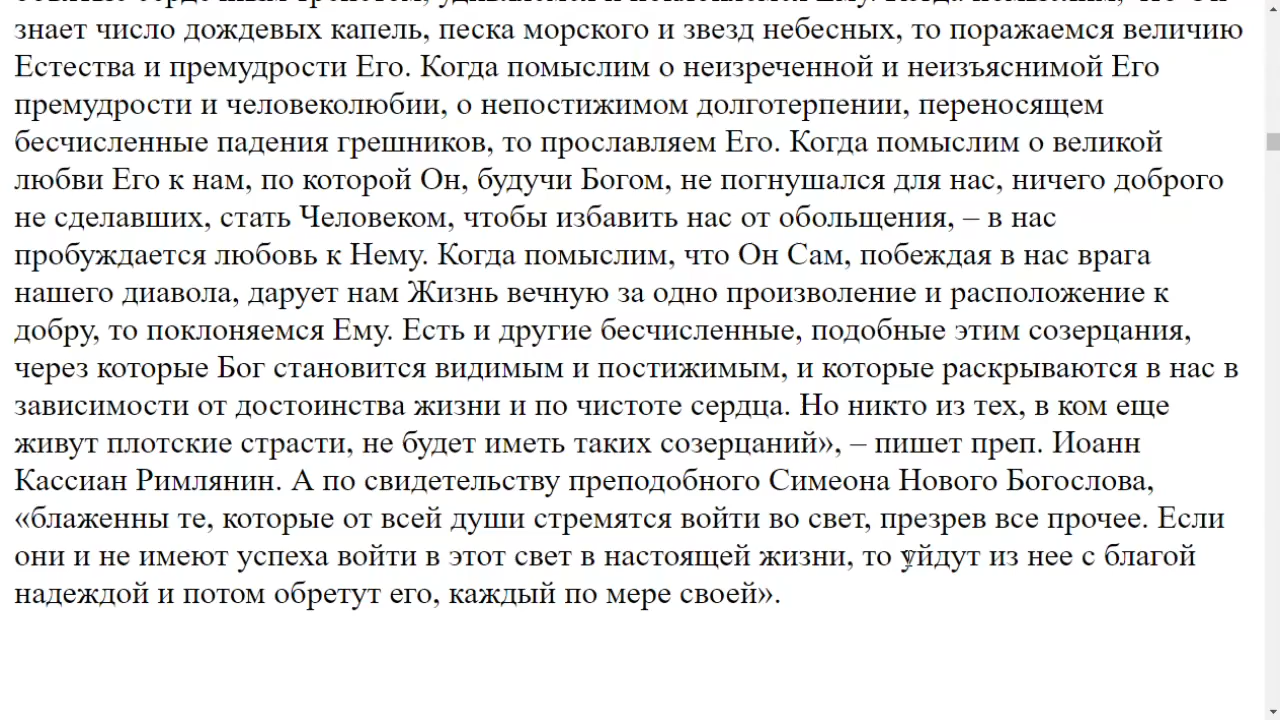 знает число дождевых капель, песка морского и звезд небесных, то поражаемся величию
Естества и премудрости Его. Когда помыслим о неизреченной и неизъяснимой Его
премудрости и человеколюбии, о непостижимом долготерпении, переносящем
бесчисленные падения грешников, то прославляем Его. Когда помыслим о великой
любви Его к нам, по которой Он, будучи Богом, не погнушался для нас, ничего доброго
не сделавших, стать Человеком, чтобы избавить нас от обольщения, – в нас
пробуждается любовь к Нему. Когда помыслим, что Он Сам, побеждая в нас врага
нашего диавола, дарует нам Жизнь вечную за одно произволение и расположение к
добру, то поклоняемся Ему. Есть и другие бесчисленные, подобные этим созерцания,
через которые Бог становится видимым и постижимым, и которые раскрываются в нас в
зависимости от достоинства жизни и по чистоте сердца. Но никто из тех, в ком еще
живут плотские страсти, не будет иметь таких созерцаний», – пишет преп. Иоанн
Кассиан Римлянин. А по свидетельству преподобного Симеона Нового Богослова,
«блаженны те, которые от всей души стремятся войти во свет, презрев все прочее. Если
они и не имеют успеха войти в этот свет в настоящей жизни, то уйдут из нее с благой
надеждой и потом обретут его, каждый по мере своей».